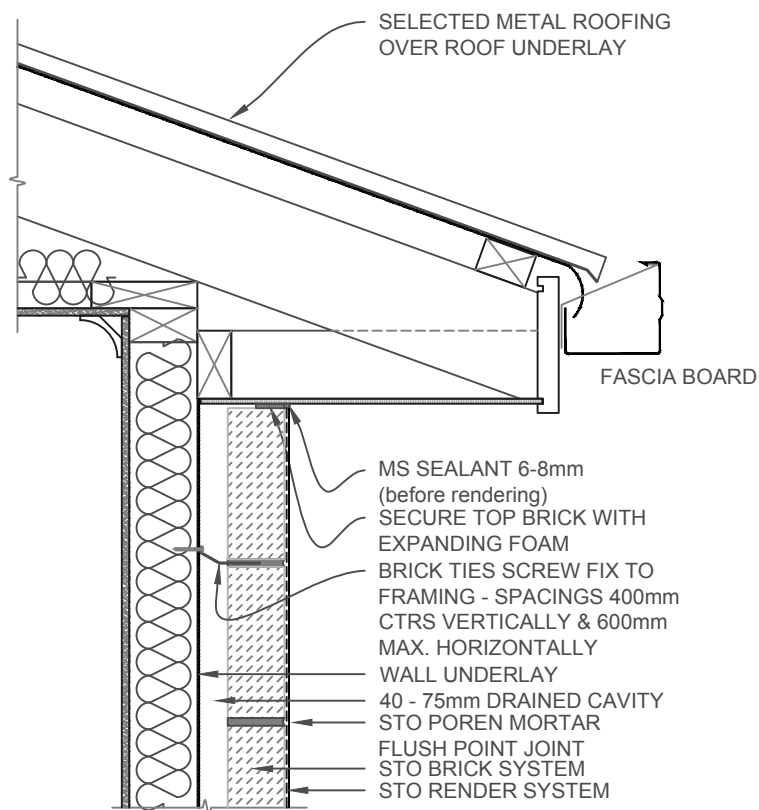 SELECTED METAL ROOFING
OVER ROOF UNDERLAY
FASCIA BOARD
MS SEALANT 6-8mm
(before rendering)
SECURE TOP BRICK WITH
EXPANDING FOAM
BRICK TIES SCREW FIX TO
FRAMING - SPACINGS 400mm
CTRS VERTICALLY & 600mm
MAX. HORIZONTALLY
WALL UNDERLAY
40 - 75mm DRAINED CAVITY
STO POREN MORTAR
FLUSH POINT JOINT
STO BRICK SYSTEM
STO RENDER SYSTEM